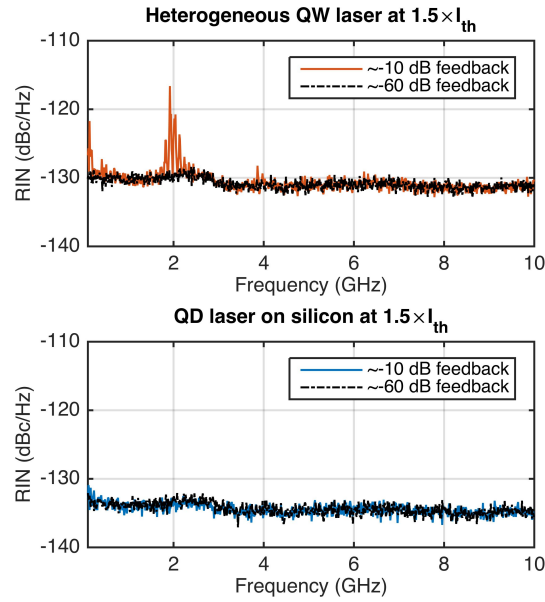 Heterogeneous QW laser at 1.5×I_th
-110
-120
-130
-140
RIN (dBc/Hz)
~-10 dB feedback
~-60 dB feedback
2 4 6 8 10
Frequency (GHz)
QD laser on silicon at 1.5×I_th
-110
-120
-130
-140
RIN (dBc/Hz)
~-10 dB feedback
~-60 dB feedback
2 4 6 8 10
Frequency (GHz)